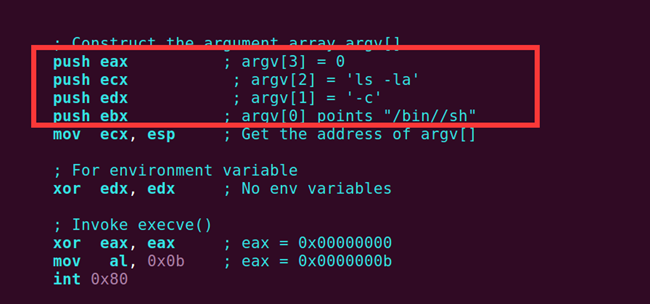 ; Construct the argument array argv[]
push eax ; argv[3] = 0
push ecx ; argv[2] = 'ls -la'
push edx ; argv[1] = '-c'
push ebx ; argv[0] points "/bin//sh"
mov ecx, esp ; Get the address of argv[]
; For environment variable
xor edx, edx ; No env variables
; Invoke execve()
xor eax, eax ; eax = 0x00000000
mov al, 0x0b ; eax = 0x0000000b
int 0x80